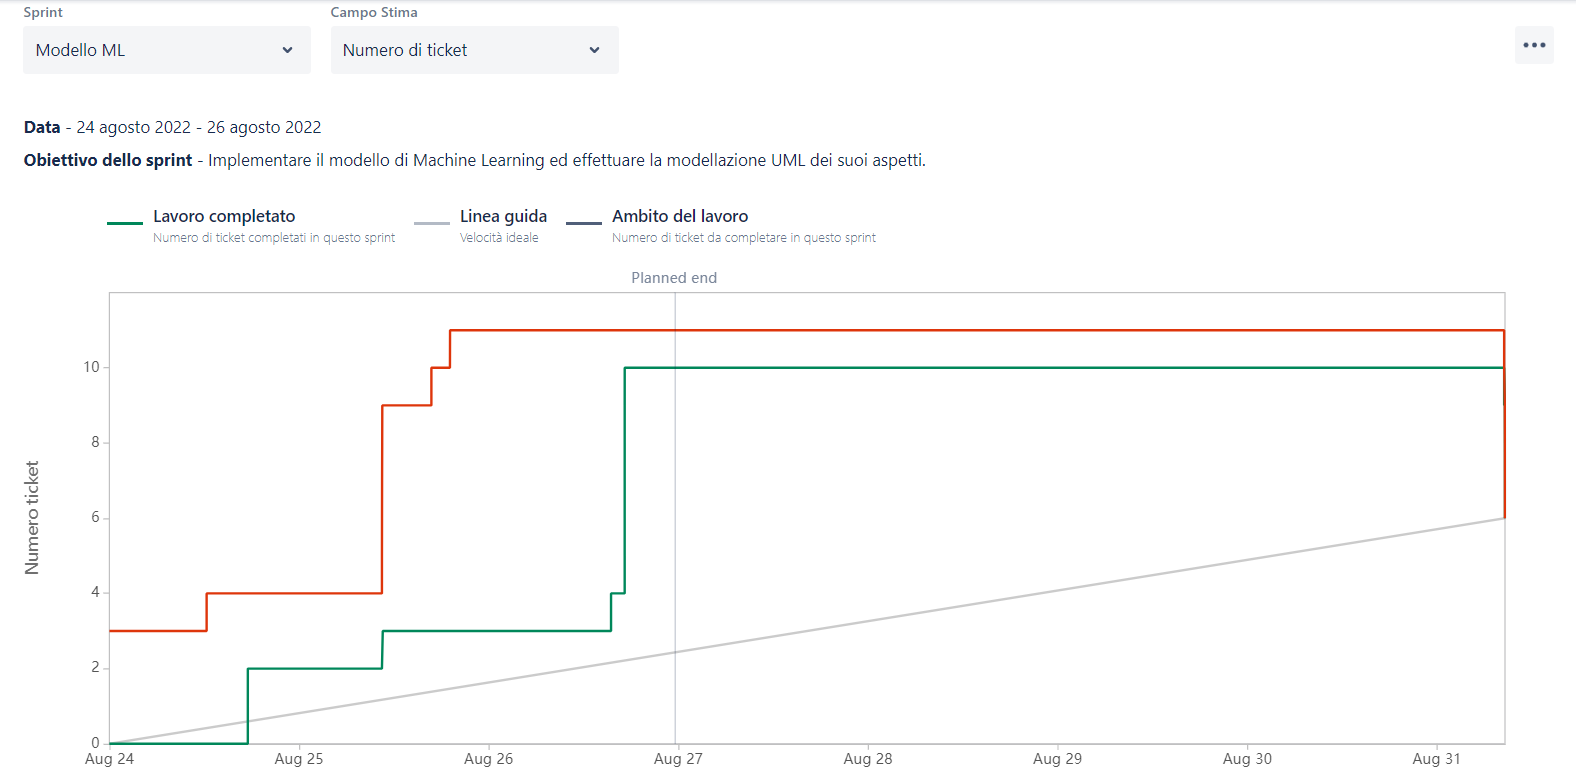 Sprint
Campo Stima
Modello ML
Numero di ticket
Data - 24 agosto 2022 - 26 agosto 2022
Obiettivo dello sprint - Implementare il modello di Machine Learning ed effettuare la modellazione UML dei suoi aspetti.
Lavoro completato
Numero di ticket completati in questo sprint
Linea guida
Velocità ideale
Ambito del lavoro
Numero di ticket da completare in questo sprint
Planned end
Numero ticket
10
8
6
4
2
0
Aug 24
Aug 25
Aug 26
Aug 27
Aug 28
Aug 29
Aug 30
Aug 31